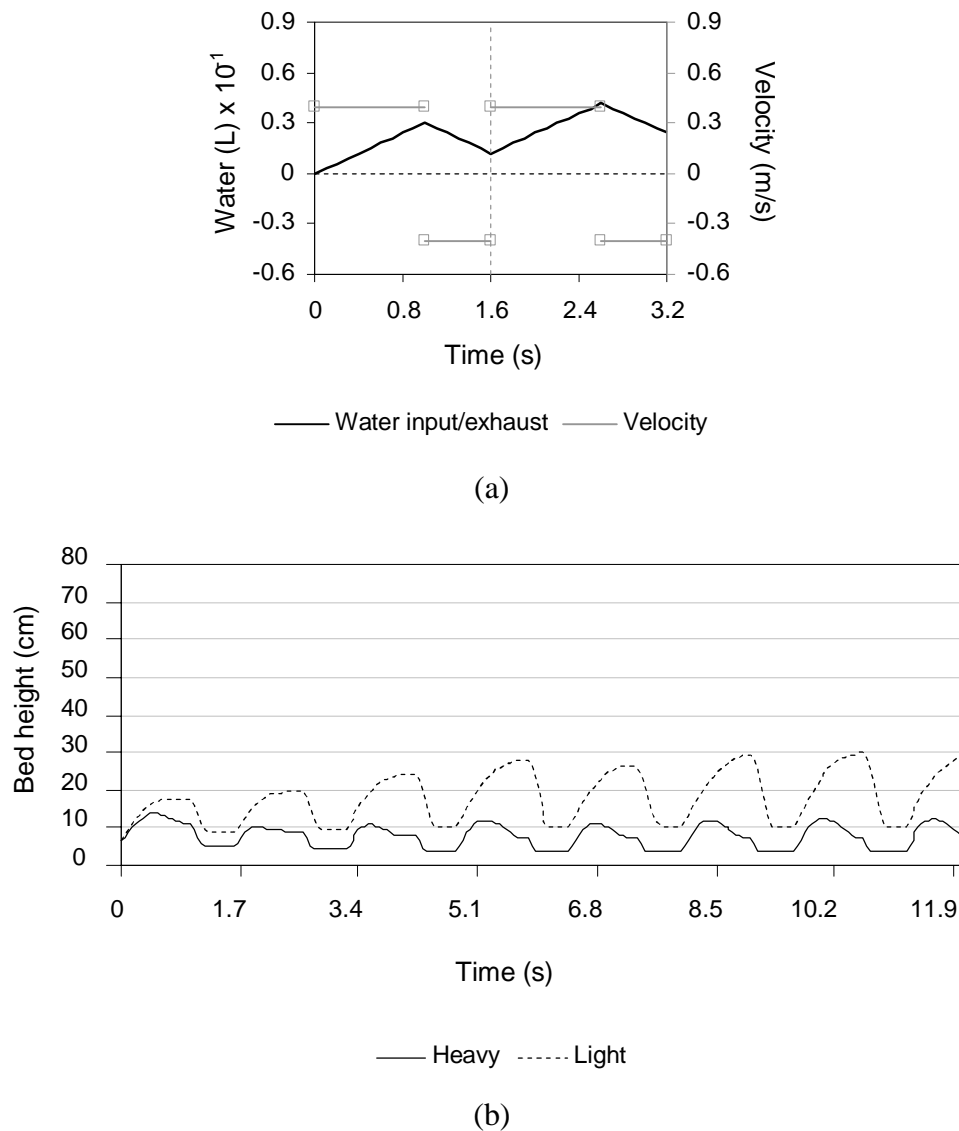 0.9
0.6
0.3
0
-0.3
-0.6
Water (L) x 10-1
0.9
0.6
0.3
0
-0.3
-0.6
Velocity (m/s)
0 0.8 1.6 2.4 3.2
Time (s)
Water input/exhaust Velocity
(a)
80
70
60
50
40
30
20
10
0
Bed height (cm)
0 1.7 3.4 5.1 6.8 8.5 10.2 11.9
Time (s)
Heavy Light
(b)